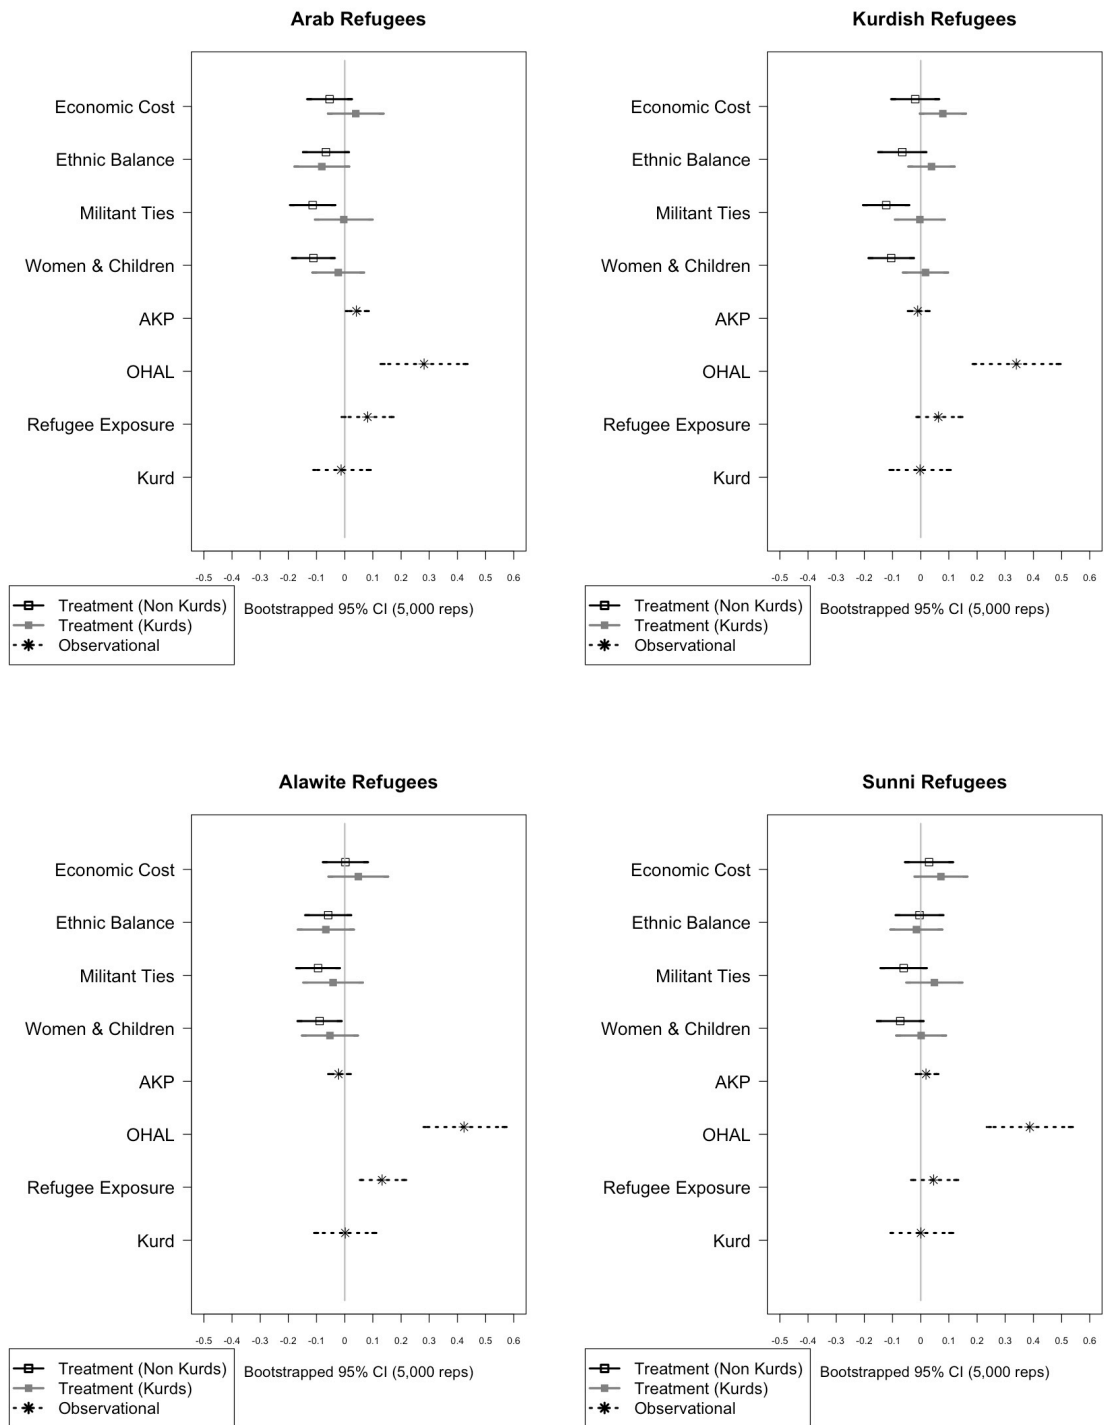 Arab Refugees
Economic Cost
Ethnic Balance
Militant Ties
Women & Children
AKP
OHAL
Refugee Exposure
Kurd
-0.5 -0.4 -0.3 -0.2 -0.1 0 0.1 0.2 0.3 0.4 0.5 0.6
Bootstrapped 95% CI (5,000 reps)
Treatment (Non Kurds)
Treatment (Kurds)
Observational
Kurdish Refugees
Economic Cost
Ethnic Balance
Militant Ties
Women & Children
AKP
OHAL
Refugee Exposure
Kurd
-0.5 -0.4 -0.3 -0.2 -0.1 0 0.1 0.2 0.3 0.4 0.5 0.6
Bootstrapped 95% CI (5,000 reps)
Treatment (Non Kurds)
Treatment (Kurds)
Observational
Alawite Refugees
Economic Cost
Ethnic Balance
Militant Ties
Women & Children
AKP
OHAL
Refugee Exposure
Kurd
-0.5 -0.4 -0.3 -0.2 -0.1 0 0.1 0.2 0.3 0.4 0.5 0.6
Bootstrapped 95% CI (5,000 reps)
Treatment (Non Kurds)
Treatment (Kurds)
Observational
Sunni Refugees
Economic Cost
Ethnic Balance
Militant Ties
Women & Children
AKP
OHAL
Refugee Exposure
Kurd
-0.5 -0.4 -0.3 -0.2 -0.1 0 0.1 0.2 0.3 0.4 0.5 0.6
Bootstrapped 95% CI (5,000 reps)
Treatment (Non Kurds)
Treatment (Kurds)
Observational